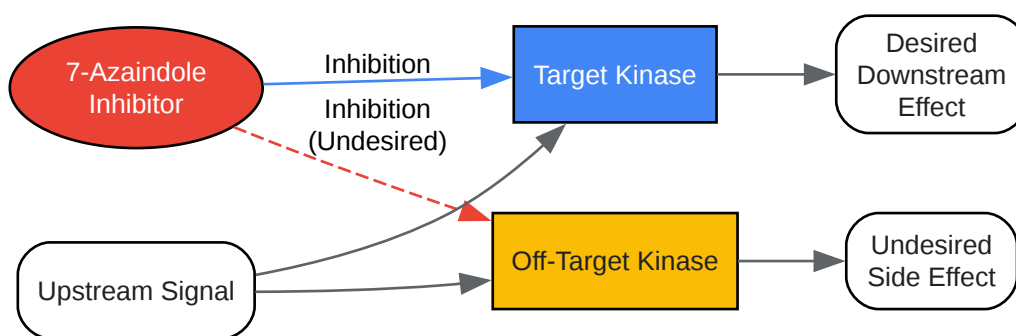 7-Azaindole
Inhibitor
Inhibition
Inhibition
(Undesired)
Target Kinase
Desired
Downstream
Effect
Upstream Signal
Off-Target Kinase
Undesired
Side Effect